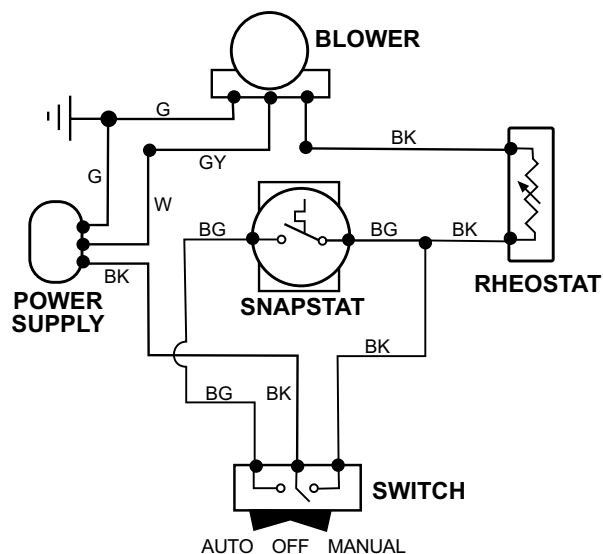 BLOWER
G
BK
GY
G
W
BG
BG
BK
BK
POWER
SUPPLY
SNAPSTAT
RHEOSTAT
BK
BG
BK
SWITCH
AUTO OFF MANUAL